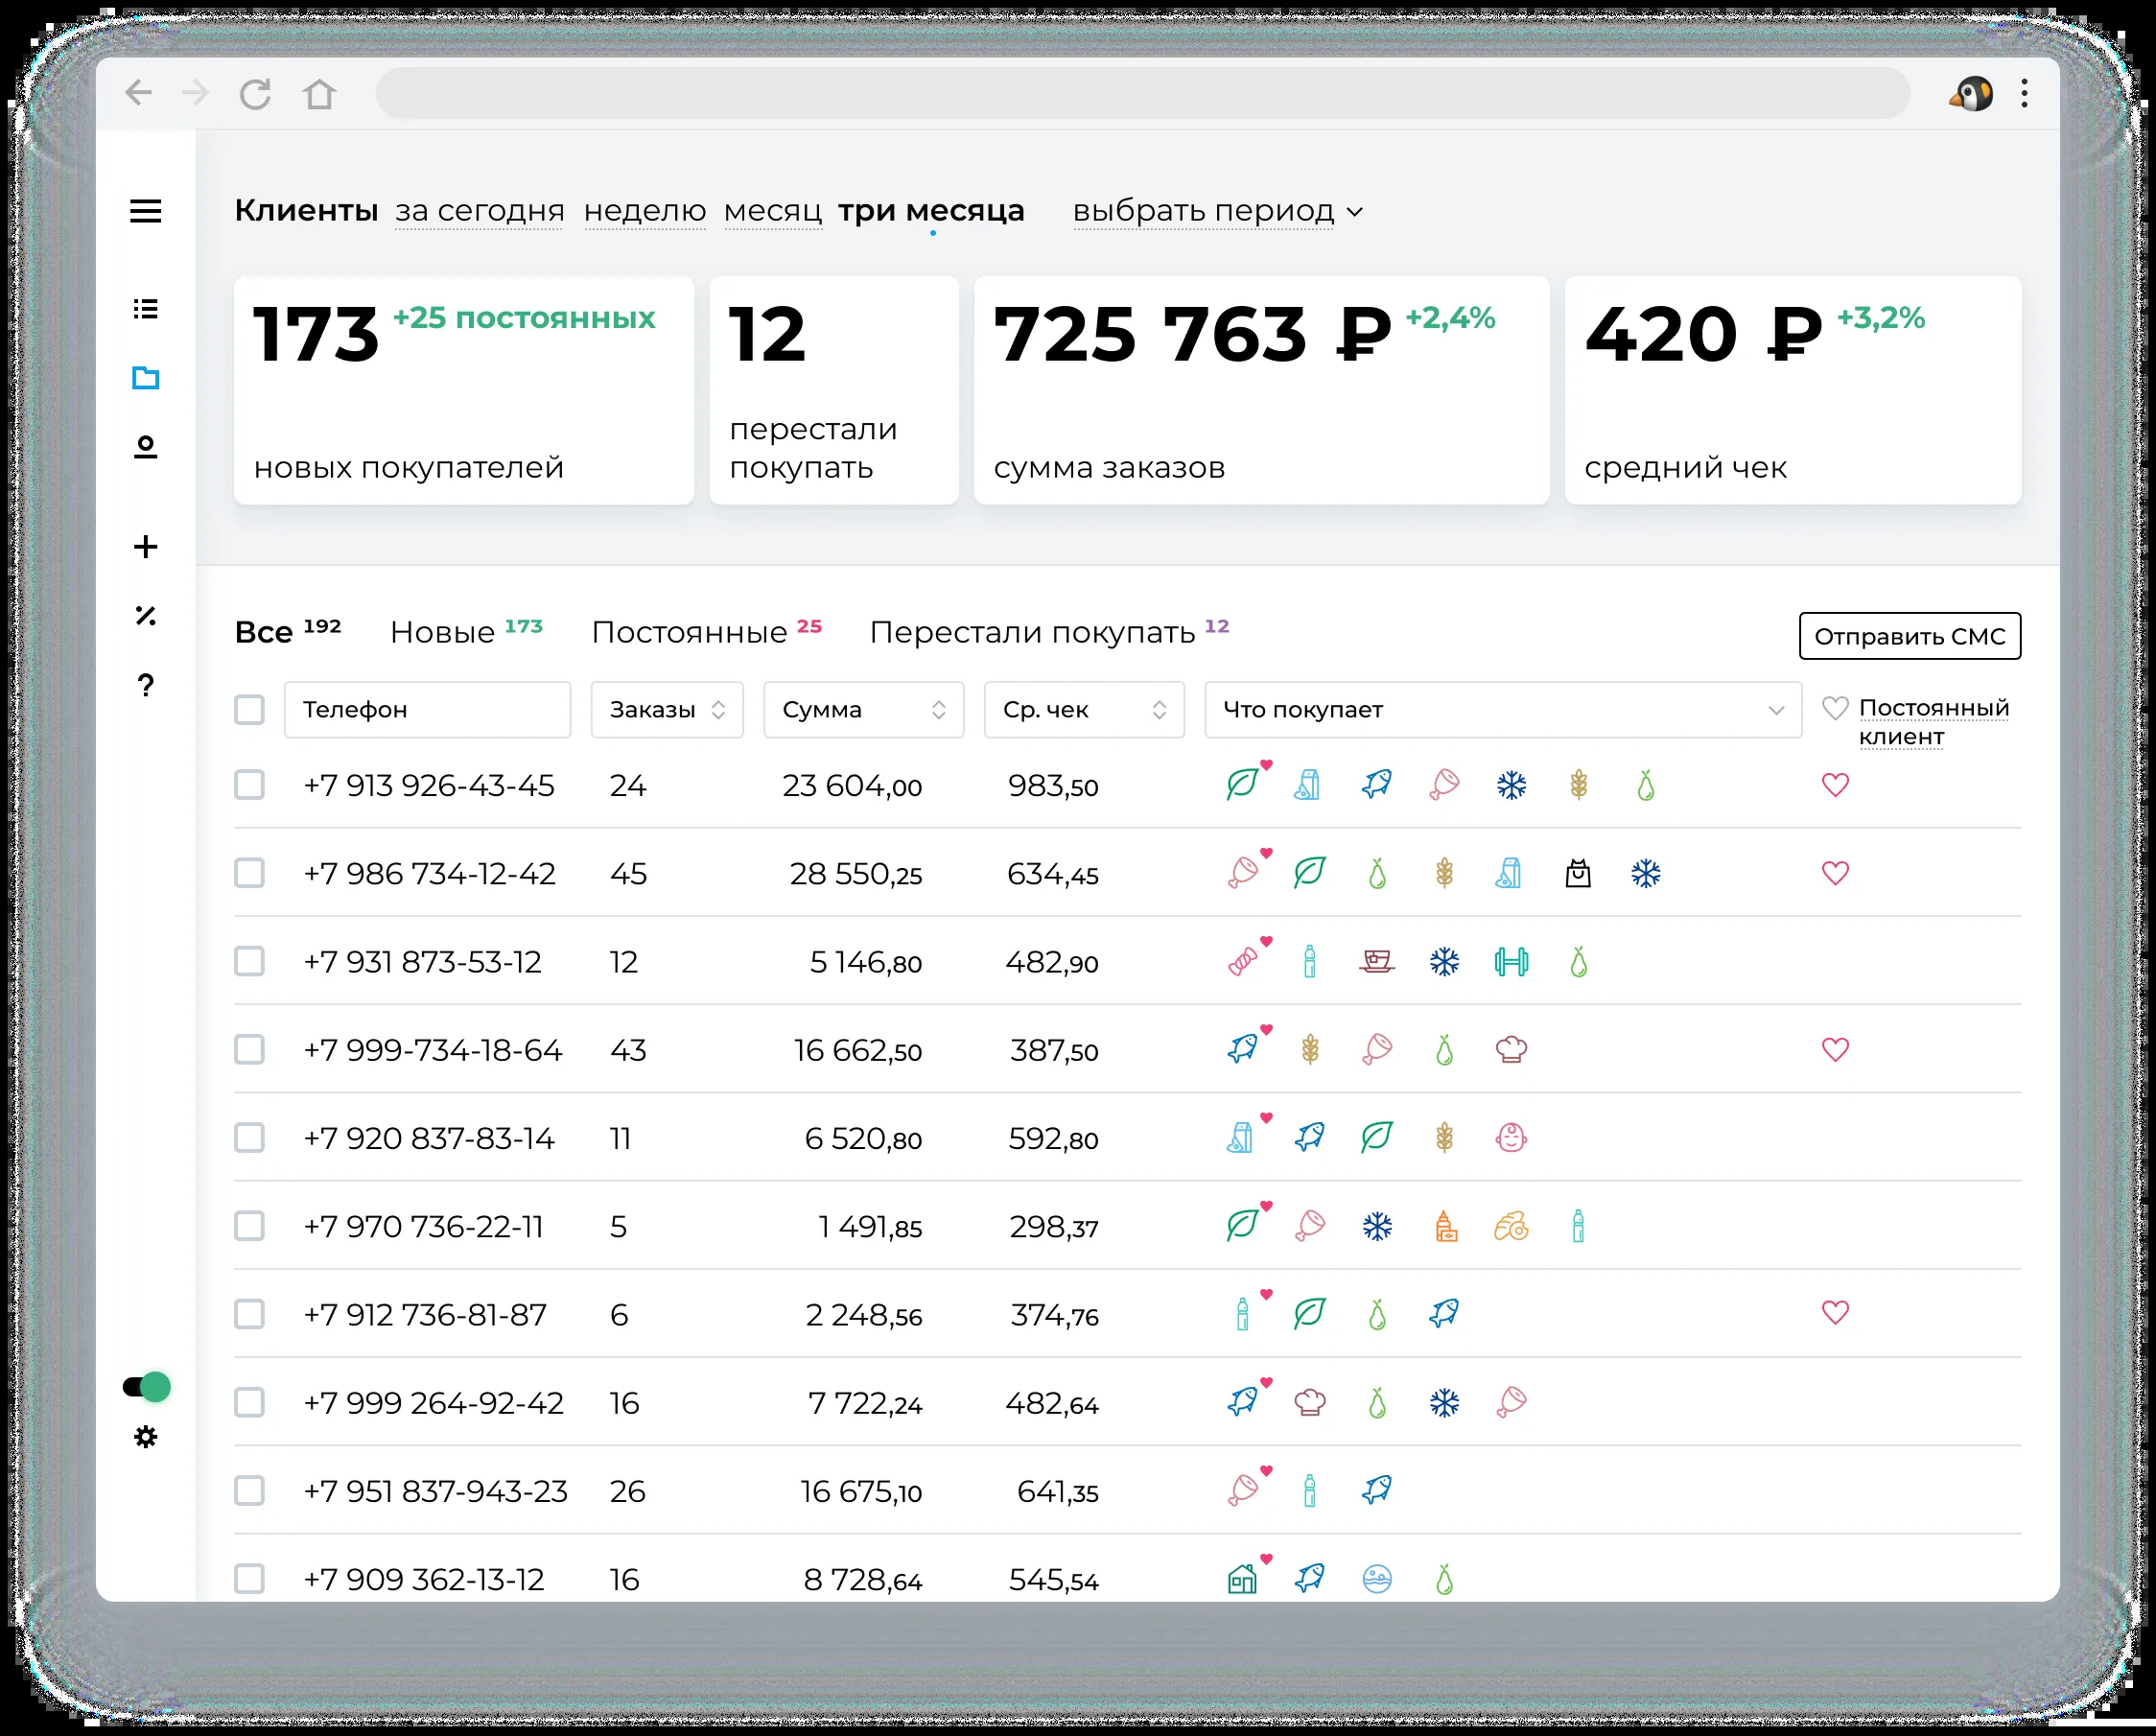 Клиенты за сегодня неделю месяц три месяца выбрать период
173 +25 постоянных
новых покупателей
12
перестали
покупать
725 763 ₽ +2,4%
сумма заказов
420 ₽ +3,2%
средний чек
Все 192 Новые 173 Постоянные 25 Перестали покупать 12
Отправить СМС
Телефон Заказы Сумма Ср. чек Что покупает Постоянный
клиент
+7 913 926-43-45 24 23 604,00 983,50
+7 986 734-12-42 45 28 550,25 634,45
+7 931 873-53-12 12 5 146,80 482,90
+7 999-734-18-64 43 16 662,50 387,50
+7 920 837-83-14 11 6 520,80 592,80
+7 970 736-22-11 5 1 491,85 298,37
+7 912 736-81-87 6 2 248,56 374,76
+7 999 264-92-42 16 7 722,24 482,64
+7 951 837-943-23 26 16 675,10 641,35
+7 909 362-13-12 16 8 728,64 545,54